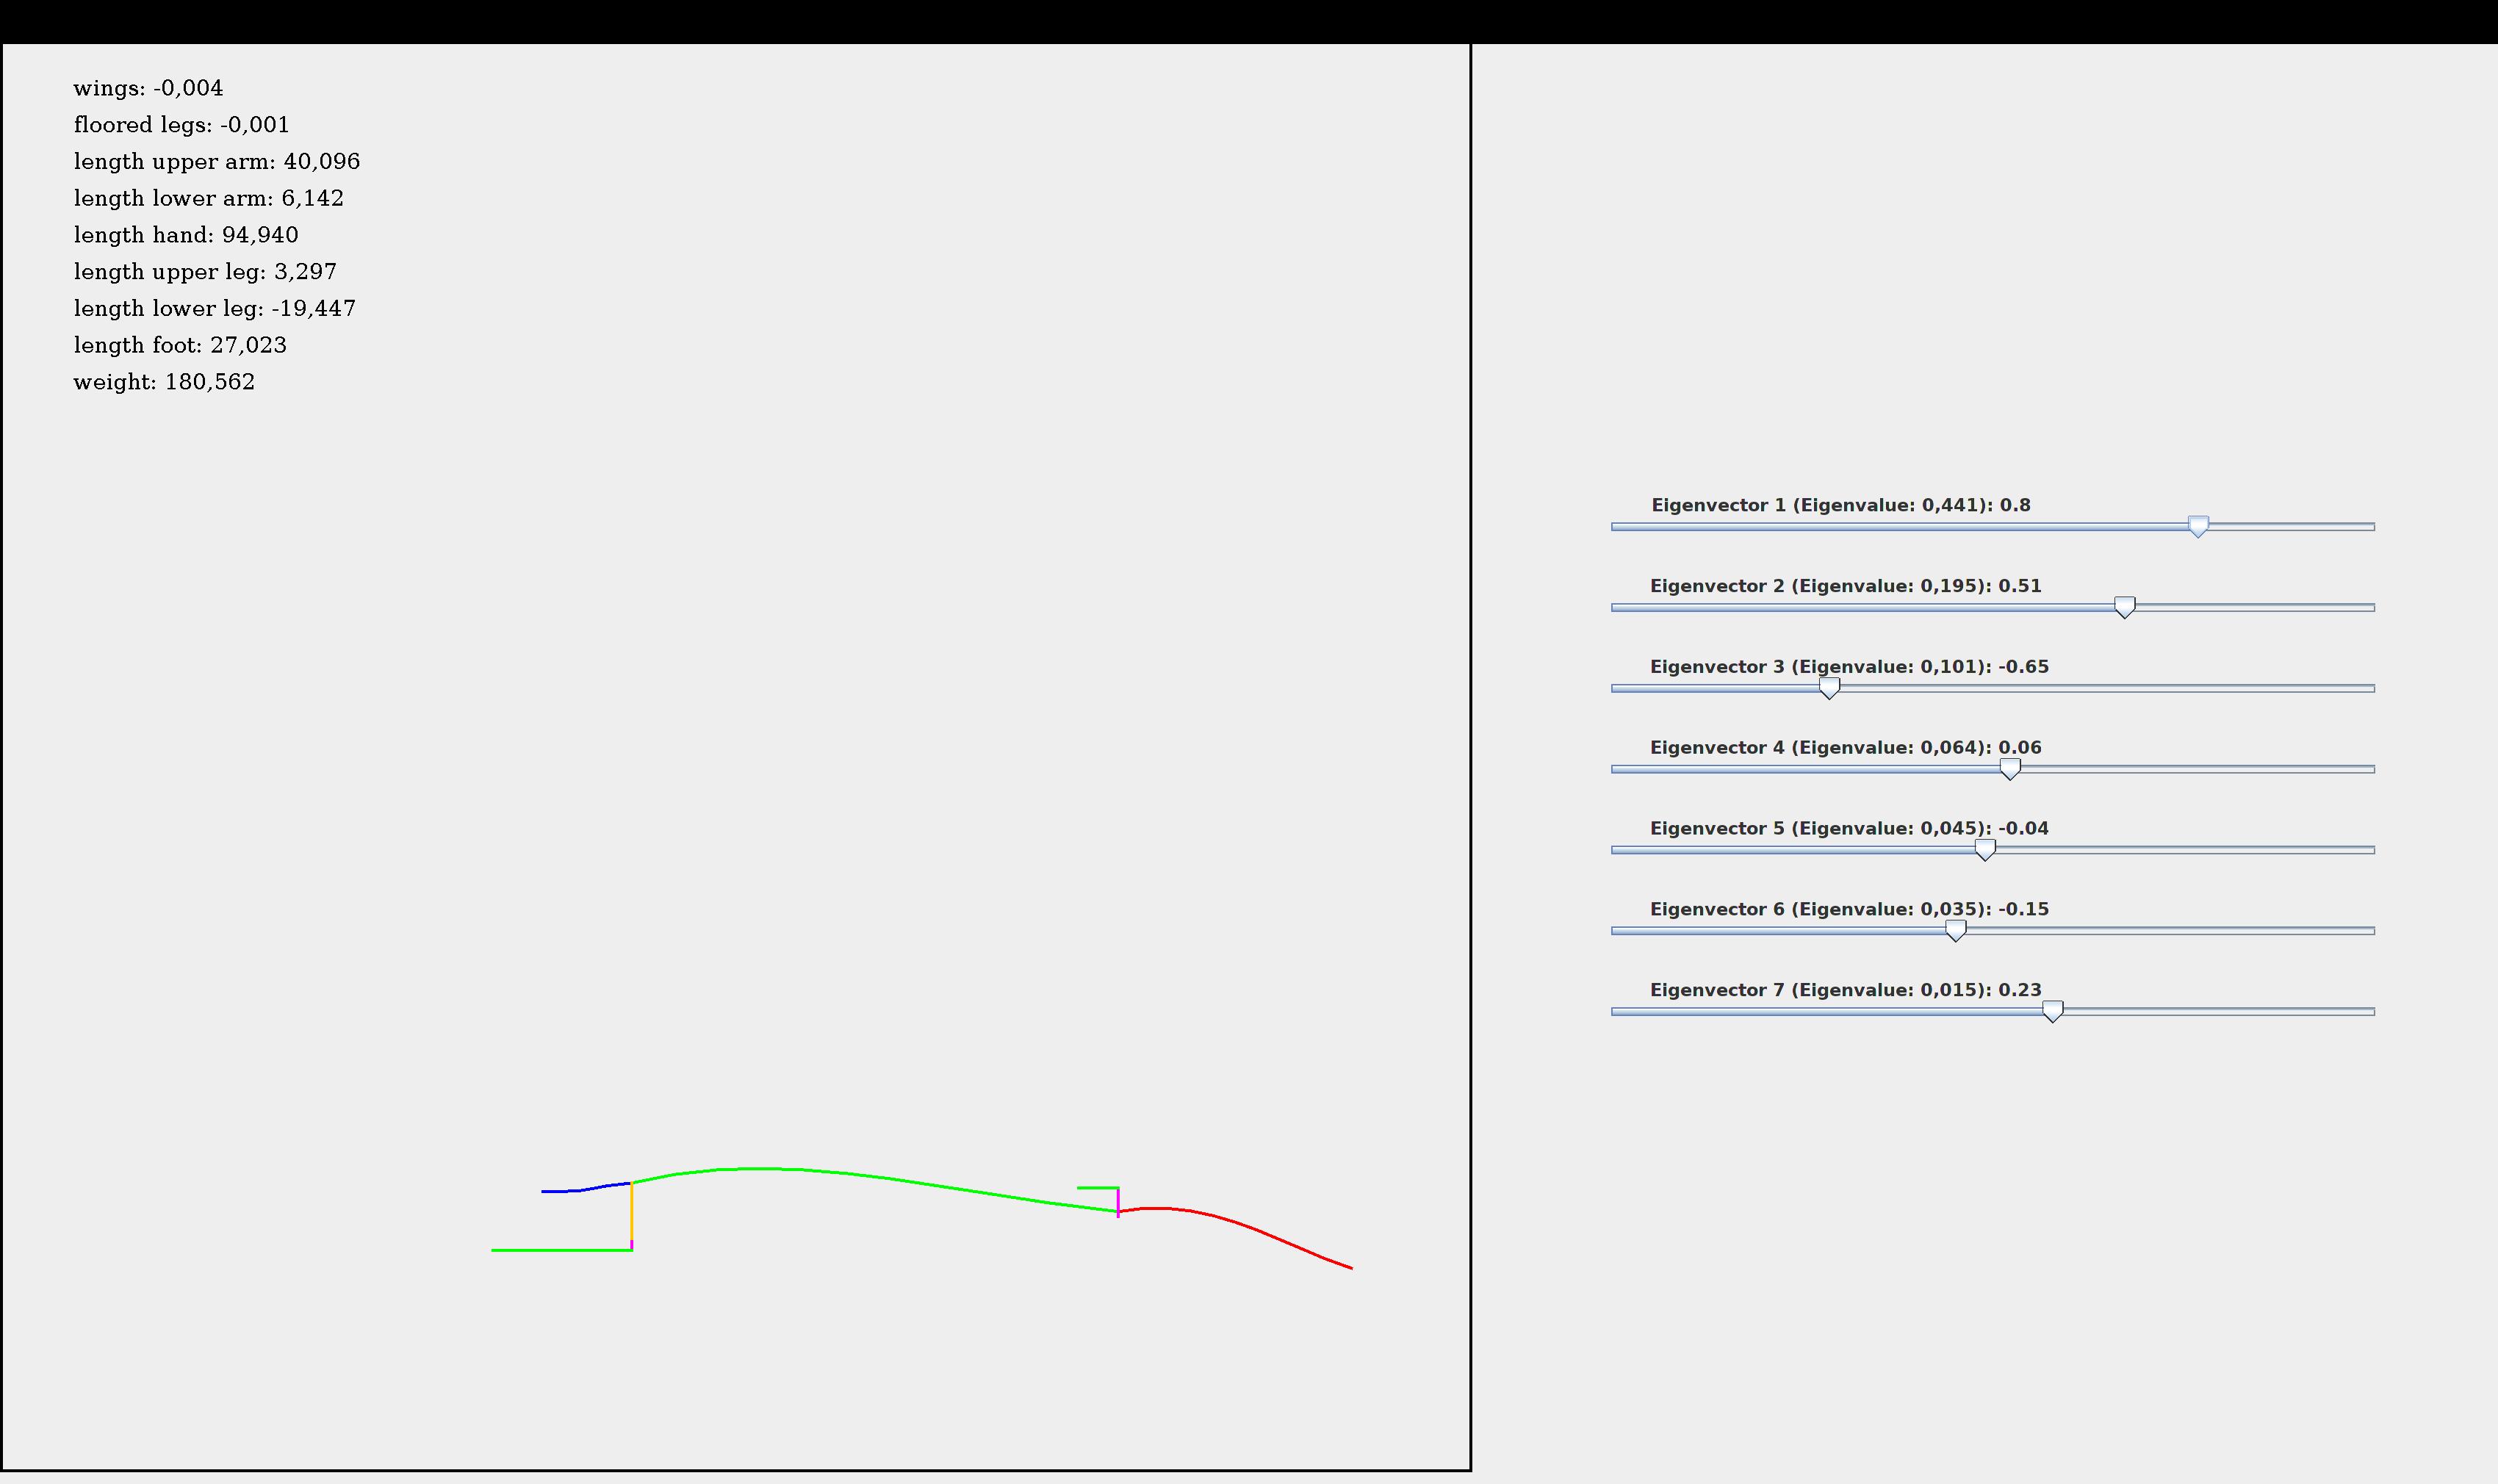 wings: -0,004
floored legs: -0,001
length upper arm: 40,096
length lower arm: 6,142
length hand: 94,940
length upper leg: 3,297
length lower leg: -19,447
length foot: 27,023
weight: 180,562
Eigenvector 1 (Eigenvalue: 0,441): 0.8
Eigenvector 2 (Eigenvalue: 0,195): 0.51
Eigenvector 3 (Eigenvalue: 0,101): -0.65
Eigenvector 4 (Eigenvalue: 0,064): 0.06
Eigenvector 5 (Eigenvalue: 0,045): -0.04
Eigenvector 6 (Eigenvalue: 0,035): -0.15
Eigenvector 7 (Eigenvalue: 0,015): 0.23